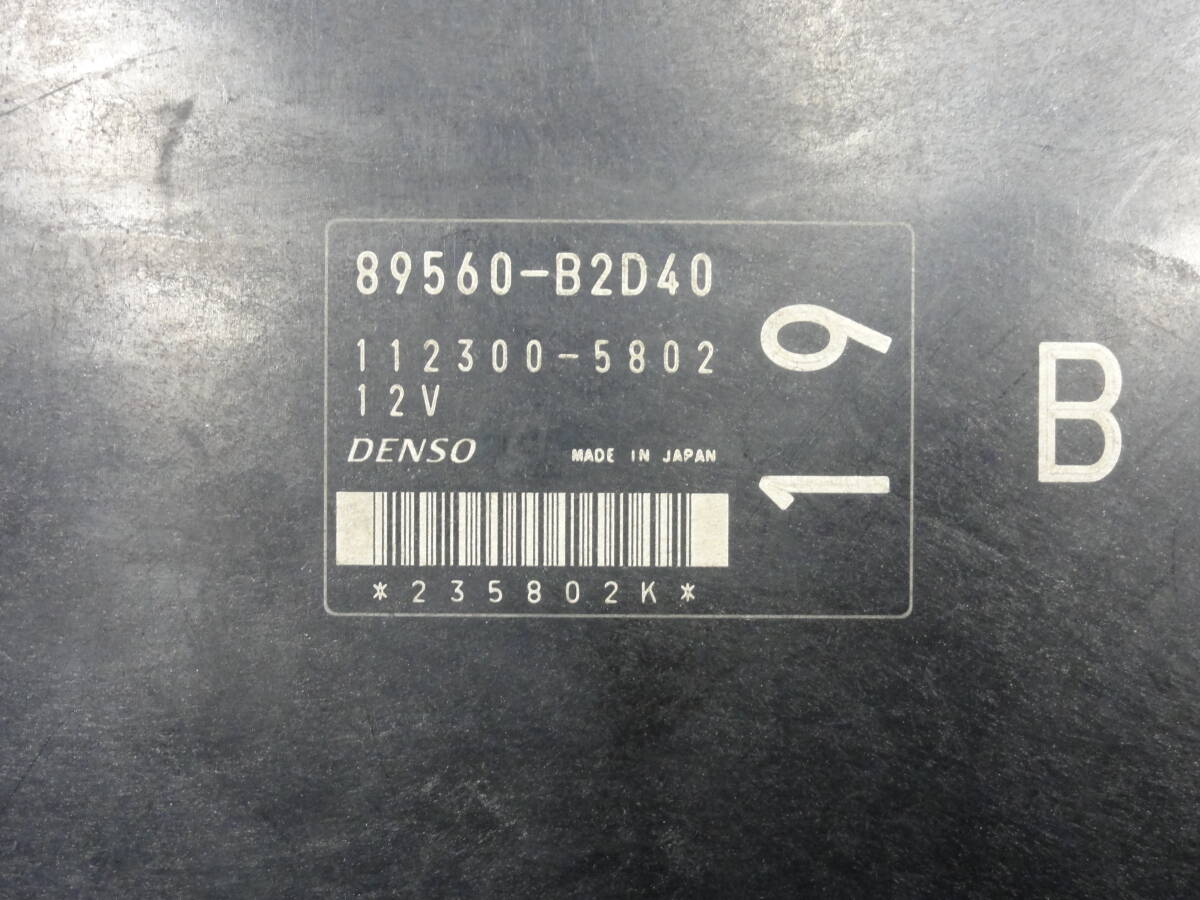 89560-B2D40
112300-5802
12V
DENSO MADE IN JAPAN
*235802K*
19
B